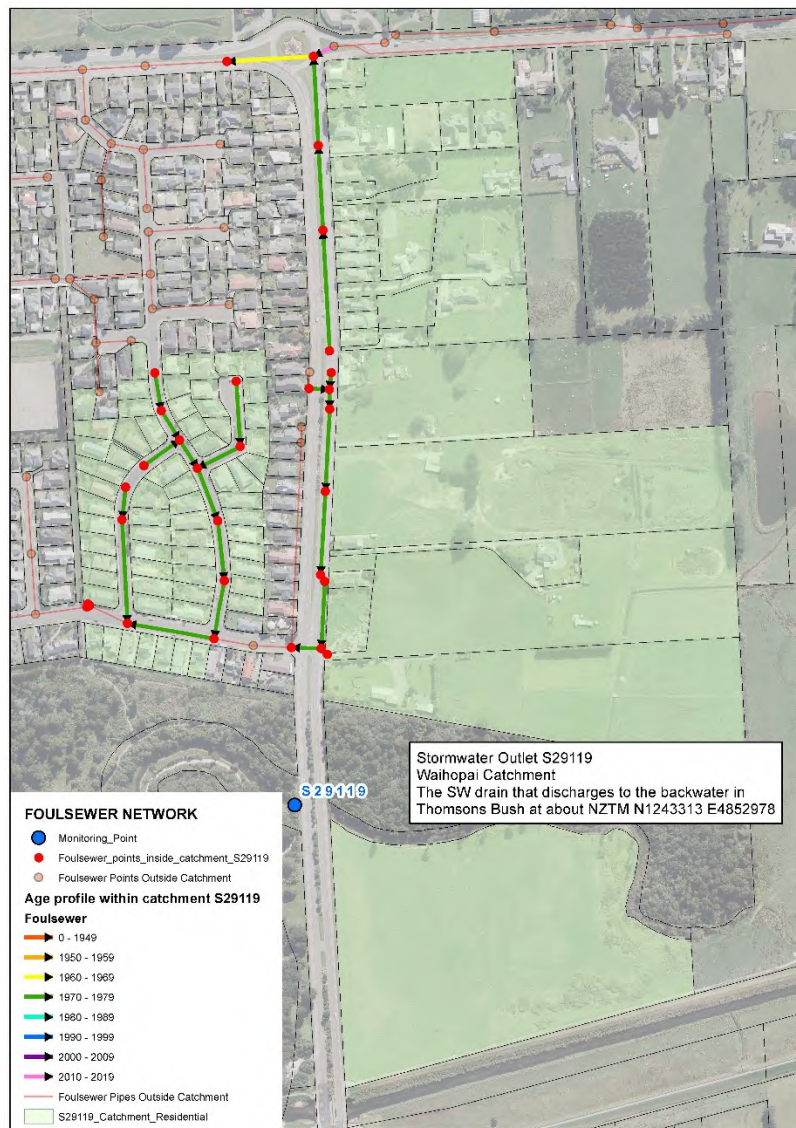 Stormwater Outlet S29119
Waihopai Catchment
The SW drain that discharges to the backwater in
Thomsons Bush at about NZTM N1243313 E4852978
S29119
FOULSEWER NETWORK
Monitoring_Point
Foulsewer_points_inside_catchment_S29119
Foulsewer Points Outside Catchment
Age profile within catchment S29119
Foulsewer
0 - 1949
1950 - 1959
1960 - 1969
1970 - 1979
1980 - 1989
1990 - 1999
2000 - 2009
2010 - 2019
Foulsewer Pipes Outside Catchment
S29119_Catchment_Residential